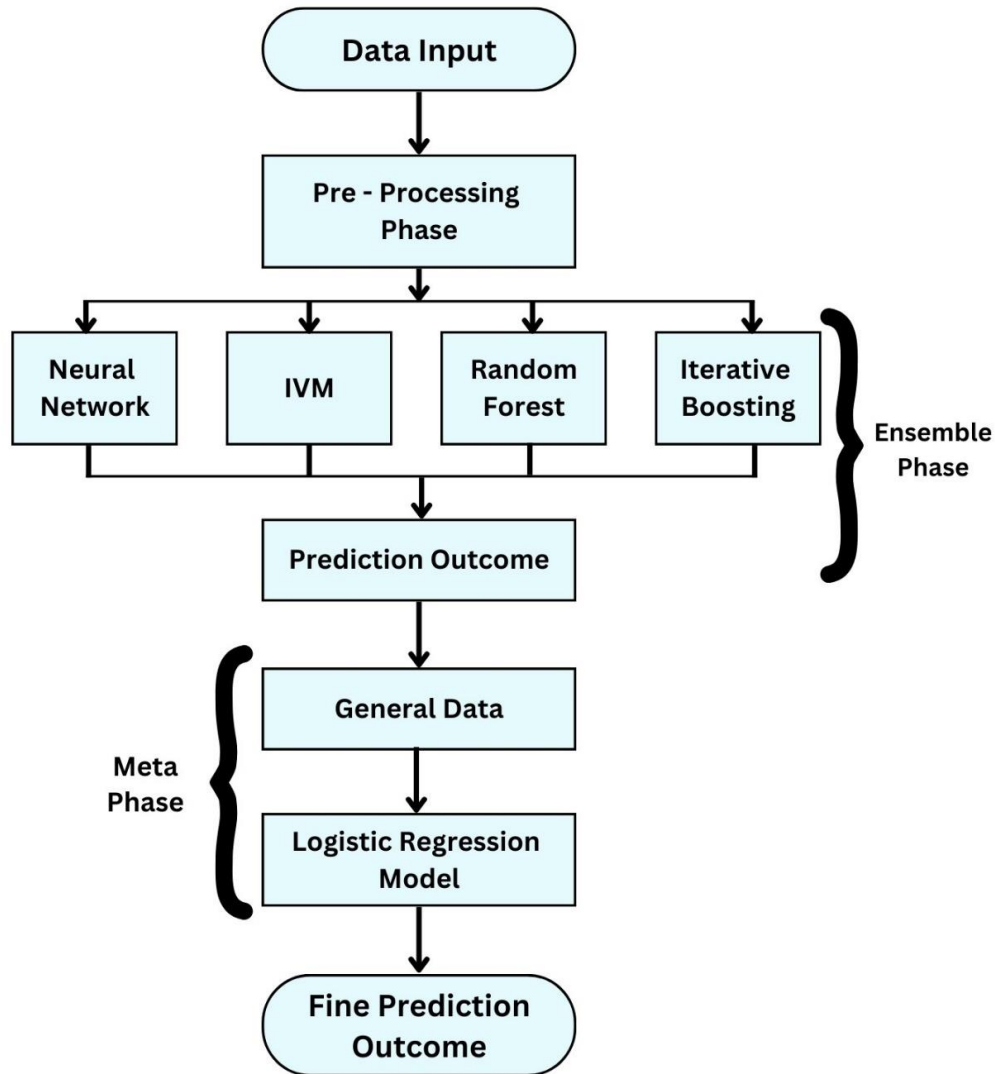 Data Input
Pre - Processing
Phase
Neural
Network
IVM
Random
Forest
Iterative
Boosting
Ensemble
Phase
Prediction Outcome
General Data
Meta
Phase
Logistic Regression
Model
Fine Prediction
Outcome